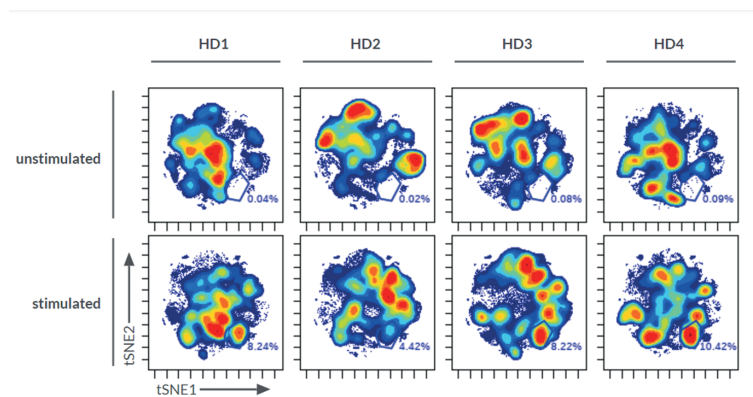 HD1 HD2 HD3 HD4
unstimulated
0.04% 0.02% 0.08% 0.09%
stimulated
8.24% 4.42% 8.22% 10.42%
tSNE2
tSNE1